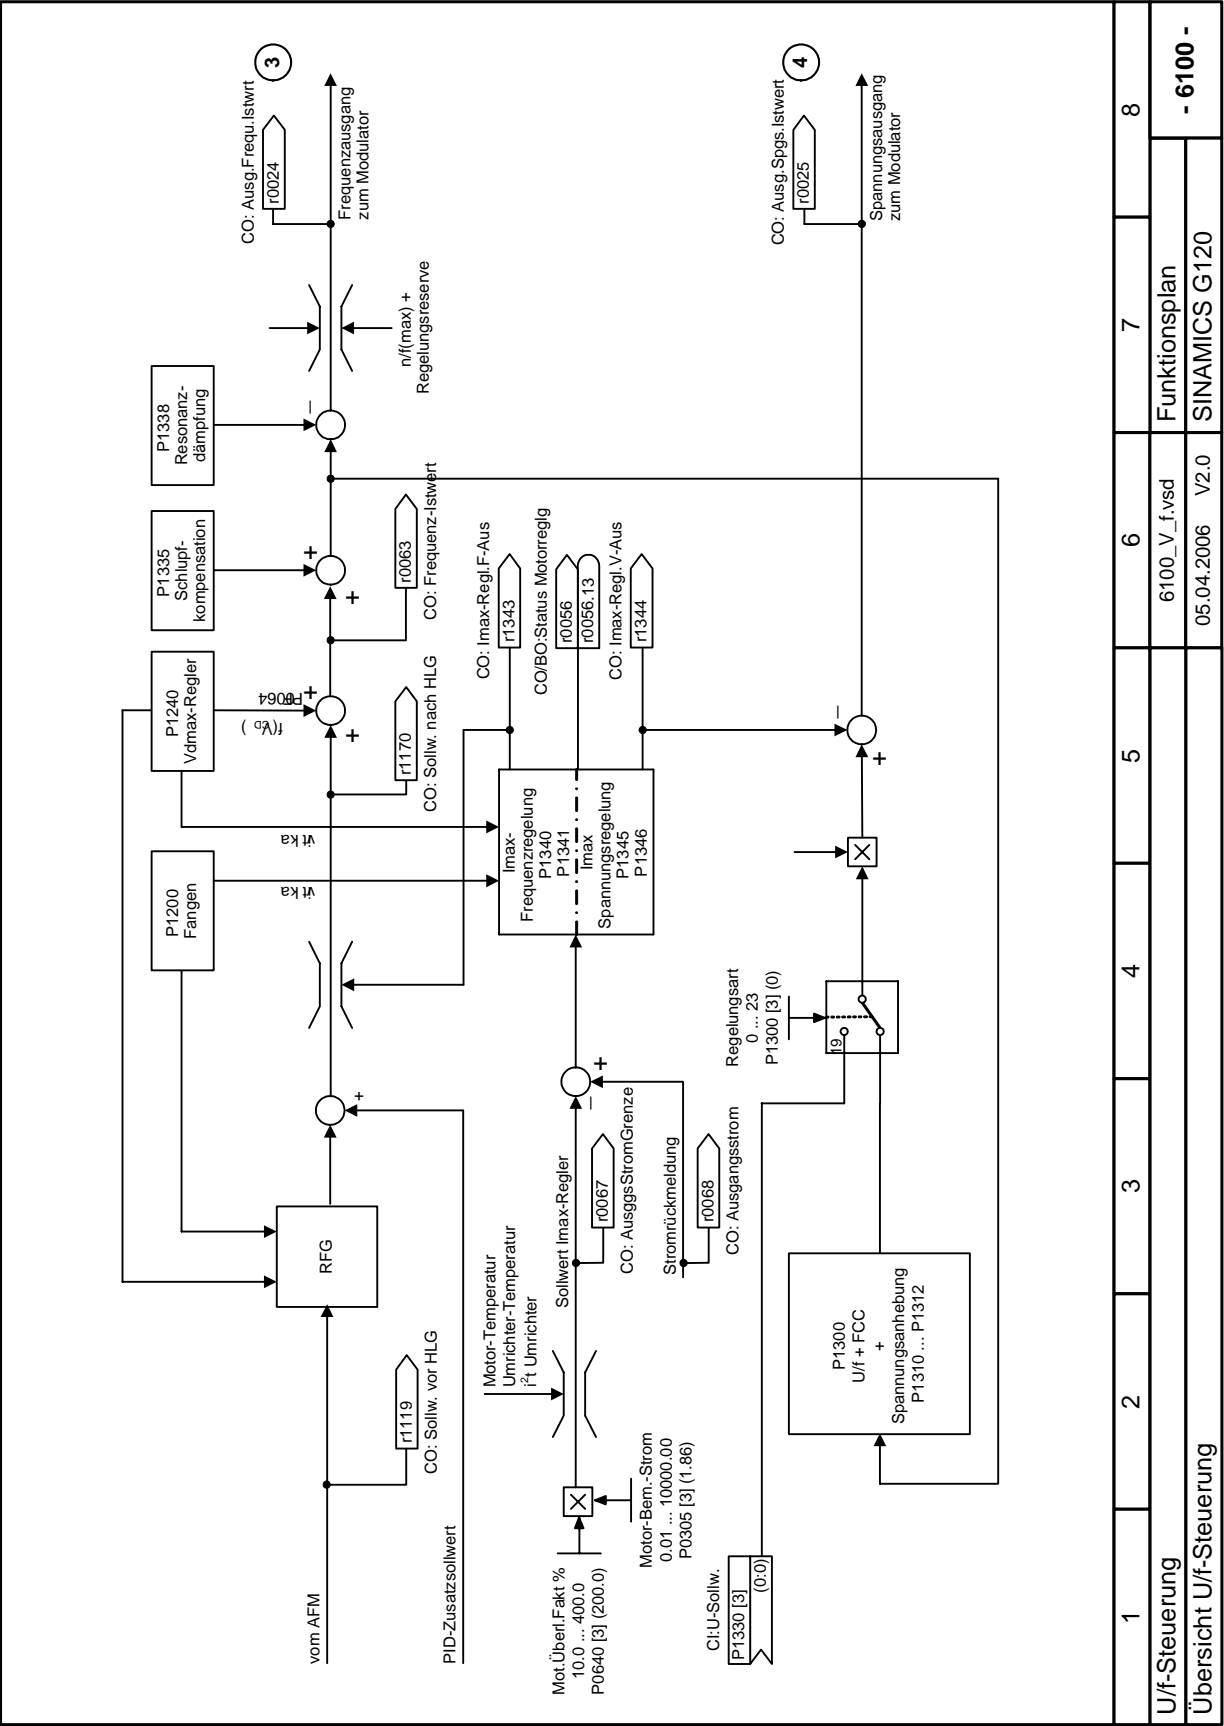 vom AFM
r1119
CO: Sollw. vor HLG
PID-Zusatzsollwert
RFG
+
P1200
Fangen
P1240
Vdmax-Regler
P1335
Schlupf-
kompensation
P1338
Resonanz-
dämpfung
+
+
+
+
–
r1170
CO: Sollw. nach HLG
r0063
CO: Frequenz-Istwert
n/f(max) +
Regelungsreserve
CO: Ausg.Frequ.Istwrt
r0024
3
Frequenzausgang
zum Modulator
Mot.Überl.Fakt %
10.0 ... 400.0
P0640 [3] (200.0)
Motor-Bem.-Strom
0.01 ... 10000.00
P0305 [3] (1.86)
Motor-Temperatur
Umrichter-Temperatur
i²t Umrichter
Sollwert Imax-Regler
r0067
CO: AusggsStromGrenze
–
+
Stromrückmeldung
r0068
CO: Ausgangsstrom
Imax-
Frequenzregelung
P1340
P1341
Imax
Spannungsregelung
P1345
P1346
CO: Imax-Regl.F-Aus
r1343
CO/BO:Status Motorreglg
r0056
r0056.13
CO: Imax-Regl.V-Aus
r1344
CI:U-Sollw.
P1330 [3]
(0:0)
P1300
U/f + FCC
+
Spannungsanhebung
P1310 ... P1312
Regelungsart
0 ... 23
P1300 [3] (0)
19
–
+
CO: Ausg.Spgs.Istwert
r0025
4
Spannungsausgang
zum Modulator
1 2 3 4 5 6 7 8
U/f-Steuerung
6100_V_f.vsd
Funktionsplan
- 6100 -
Übersicht U/f-Steuerung
05.04.2006 V2.0
SINAMICS G120